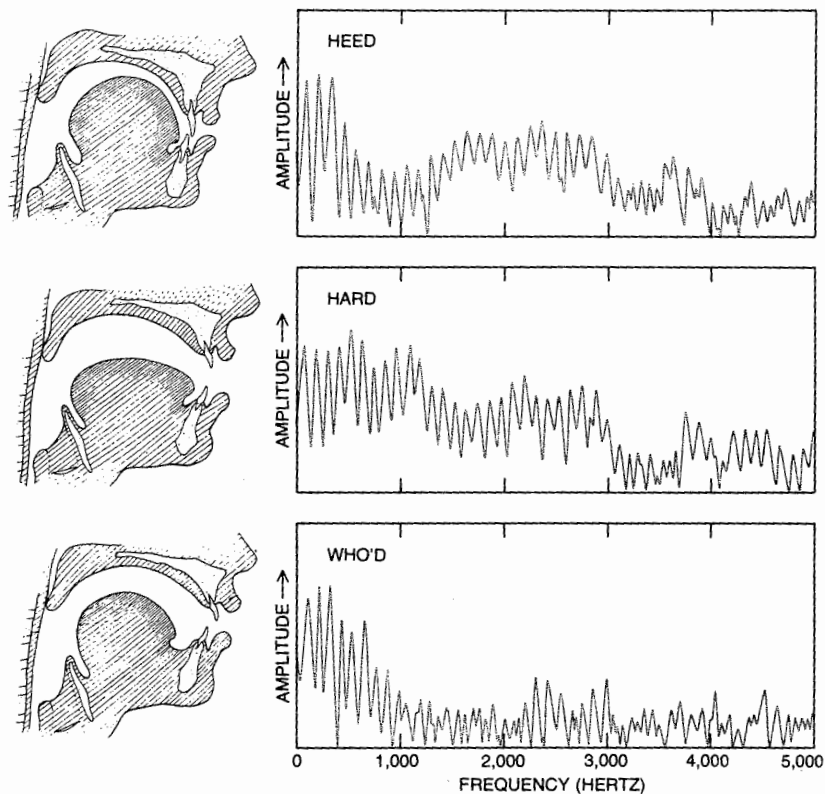 HEED
AMPLITUDE →
HARD
AMPLITUDE →
WHO'D
AMPLITUDE →
0 1,000 2,000 3,000 4,000 5,000
FREQUENCY (HERTZ)